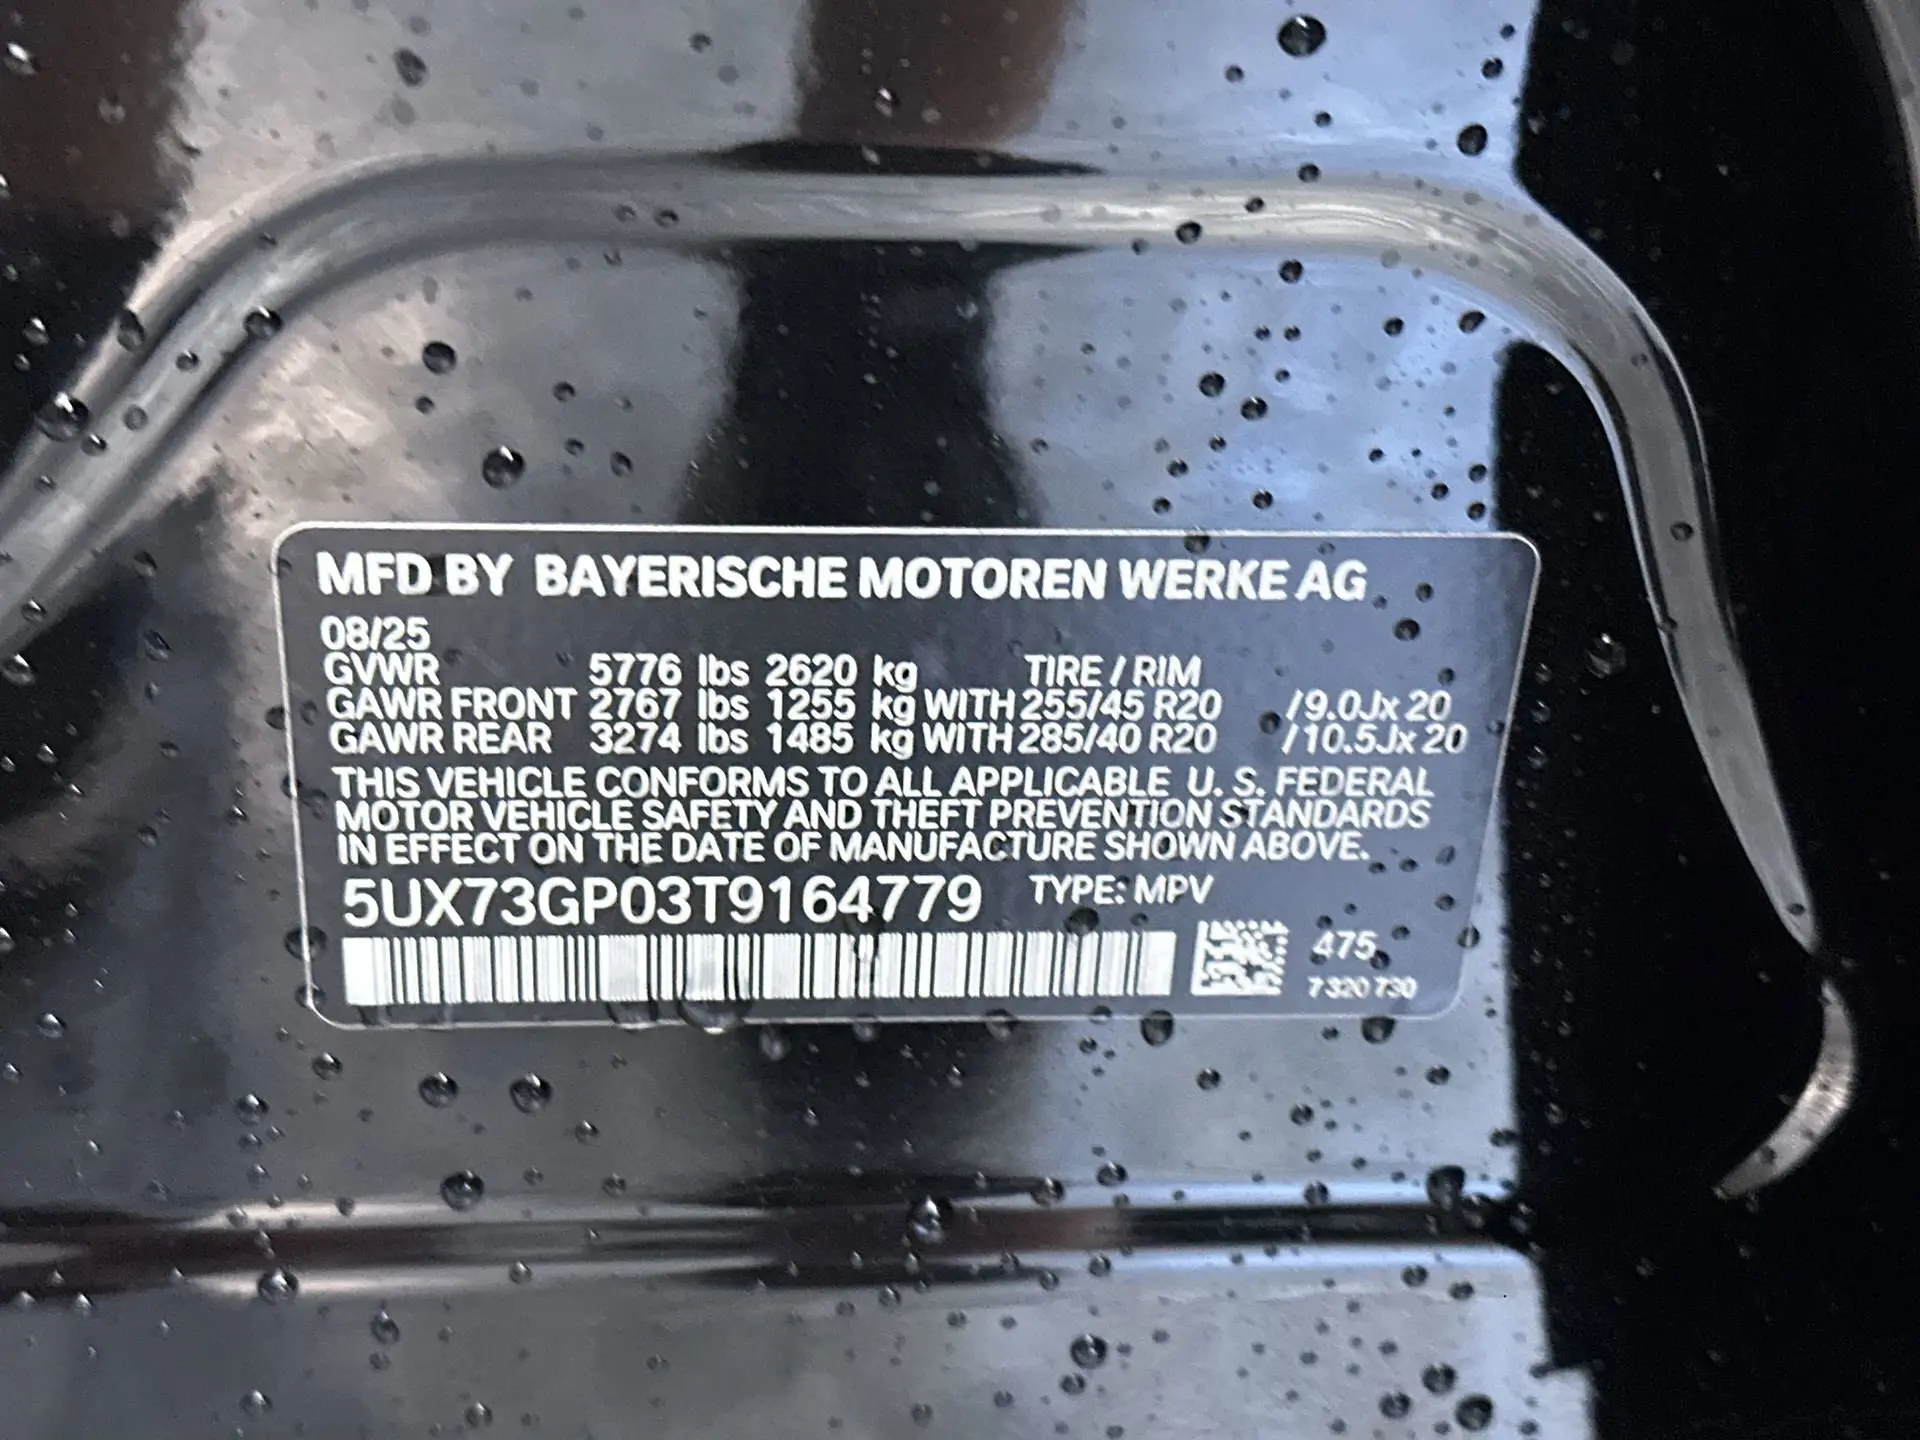 MFD BY BAYERISCHE MOTOREN WERKE AG
08/25
GVWR 5776 lbs 2620 kg TIRE / RIM
GAWR FRONT 2767 lbs 1255 kg WITH 255/45 R20 /9.0Jx 20
GAWR REAR 3274 lbs 1485 kg WITH 285/40 R20 /10.5Jx 20
THIS VEHICLE CONFORMS TO ALL APPLICABLE U. S. FEDERAL
MOTOR VEHICLE SAFETY AND THEFT PREVENTION STANDARDS
IN EFFECT ON THE DATE OF MANUFACTURE SHOWN ABOVE.
5UX73GP03T9164779 TYPE: MPV
475
7 320 730